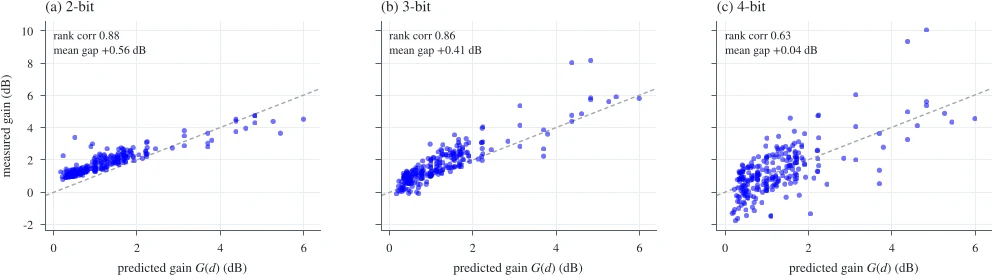 (a) 2-bit
rank corr 0.88
mean gap +0.56 dB
10
8
6
4
2
0
-2
measured gain (dB)
0 2 4 6
predicted gain G(d) (dB)
(b) 3-bit
rank corr 0.86
mean gap +0.41 dB
0 2 4 6
predicted gain G(d) (dB)
(c) 4-bit
rank corr 0.63
mean gap +0.04 dB
0 2 4 6
predicted gain G(d) (dB)